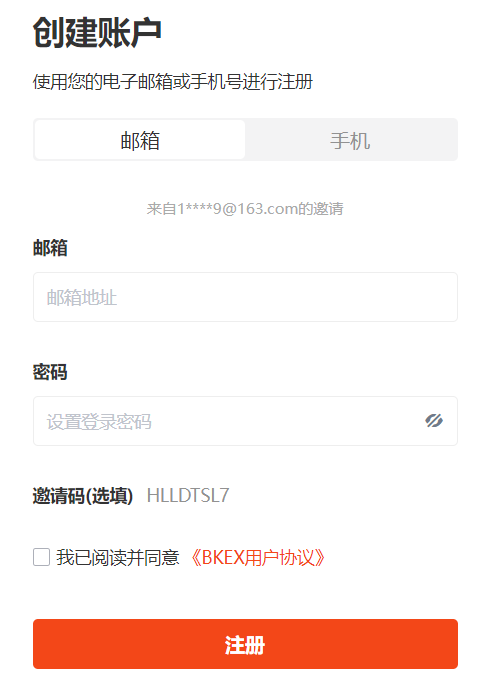 创建账户
使用您的电子邮箱或手机号进行注册
邮箱 手机
来自1****9@163.com的邀请
邮箱
邮箱地址
密码
设置登录密码
邀请码(选填) HLLDTSL7
我已阅读并同意 《BKEX用户协议》
注册